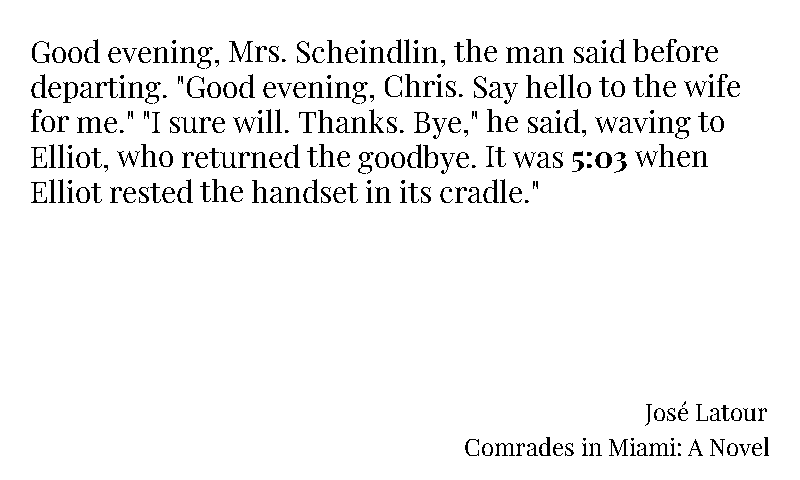 Good evening, Mrs. Scheindlin, the man said before
departing. "Good evening, Chris. Say hello to the wife
for me." "I sure will. Thanks. Bye," he said, waving to
Elliot, who returned the goodbye. It was 5:03 when
Elliot rested the handset in its cradle."
José Latour
Comrades in Miami: A Novel